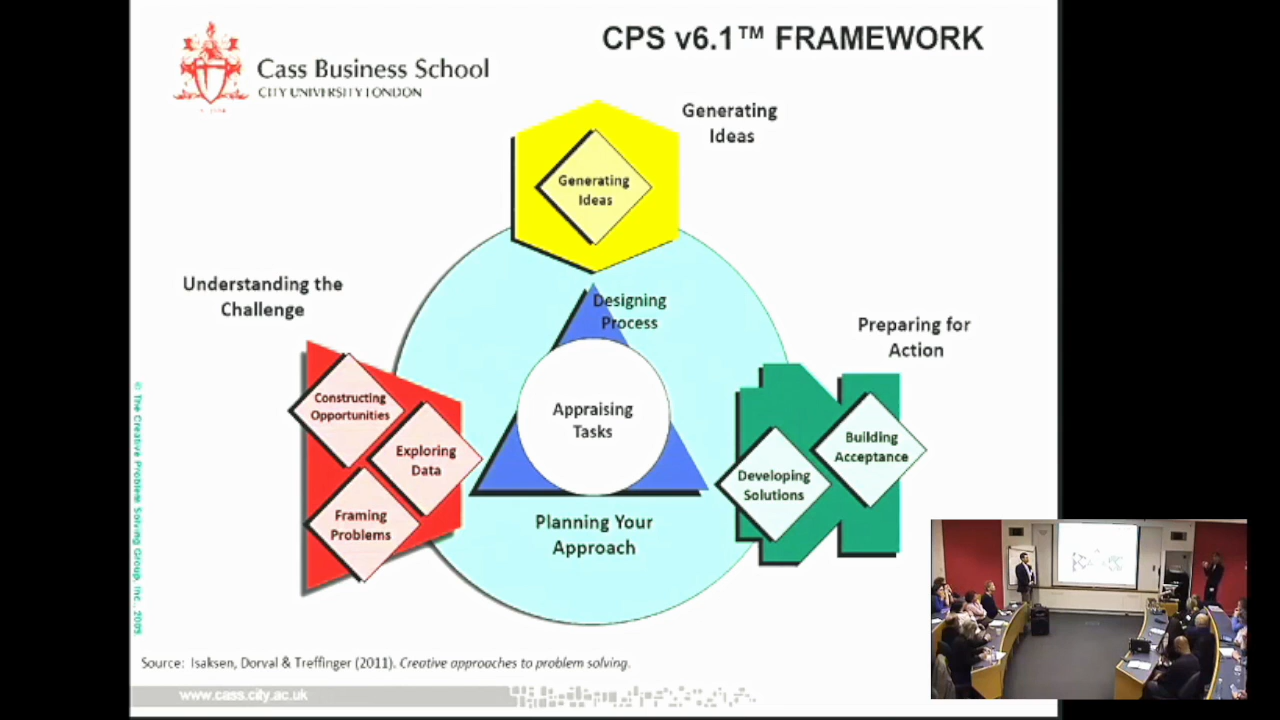 CPS v6.1™ FRAMEWORK
Cass Business School
CITY UNIVERSITY LONDON
Generating
Ideas
Generating
Ideas
Understanding the
Challenge
Designing
Process
Preparing for
Action
Constructing
Opportunities
Exploring
Data
Framing
Problems
Appraising
Tasks
Building
Acceptance
Developing
Solutions
Planning Your
Approach
© The Creative Problem Solving Group, Inc., 2009
Source: Isaksen, Dorval & Treffinger (2011). Creative approaches to problem solving.
www.cass.city.ac.uk